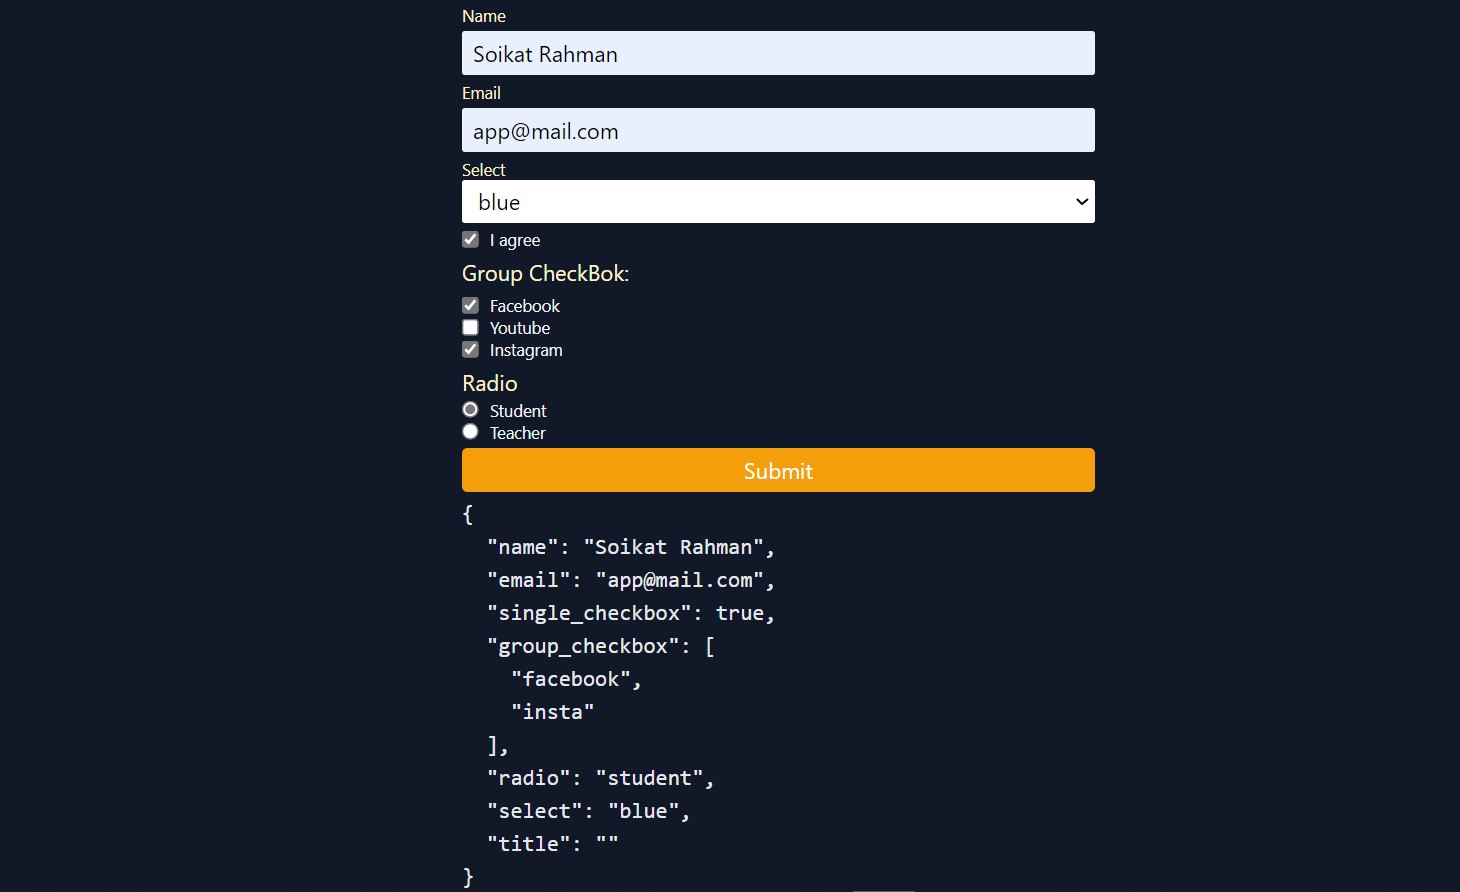 Name
Soikat Rahman
Email
app@mail.com
Select
blue
I agree
Group CheckBok:
Facebook
Youtube
Instagram
Radio
Student
Teacher
Submit
{
"name": "Soikat Rahman",
"email": "app@mail.com",
"single_checkbox": true,
"group_checkbox": [
"facebook",
"insta"
],
"radio": "student",
"select": "blue",
"title": ""
}